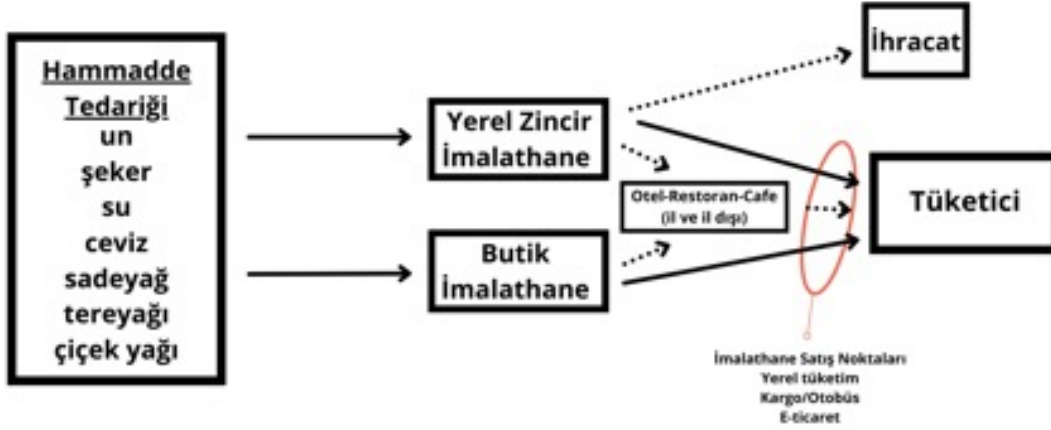 Hammadde
Tedariği
un
şeker
su
ceviz
sadeyağ
tereyağı
çiçek yağı
Yerel Zincir
İmalathane
Butik
İmalathane
Otel-Restoran-Cafe
(il ve il dışı)
İhracat
Tüketici
İmalathane Satış Noktaları
Yerel tüketim
Kargo/Otobüs
E-ticaret